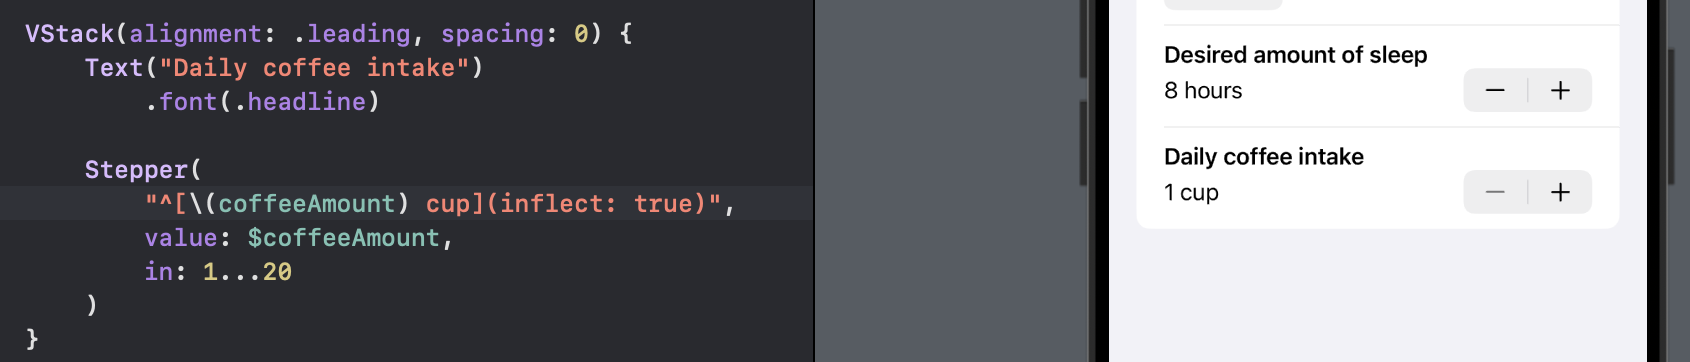 VStack(alignment: .leading, spacing: 0) {
    Text("Daily coffee intake")
        .font(.headline)
    Stepper(
        "^[\(coffeeAmount) cup](inflect: true)",
        value: $coffeeAmount,
        in: 1...20
    )
}
Desired amount of sleep
8 hours
− +
Daily coffee intake
1 cup
− +